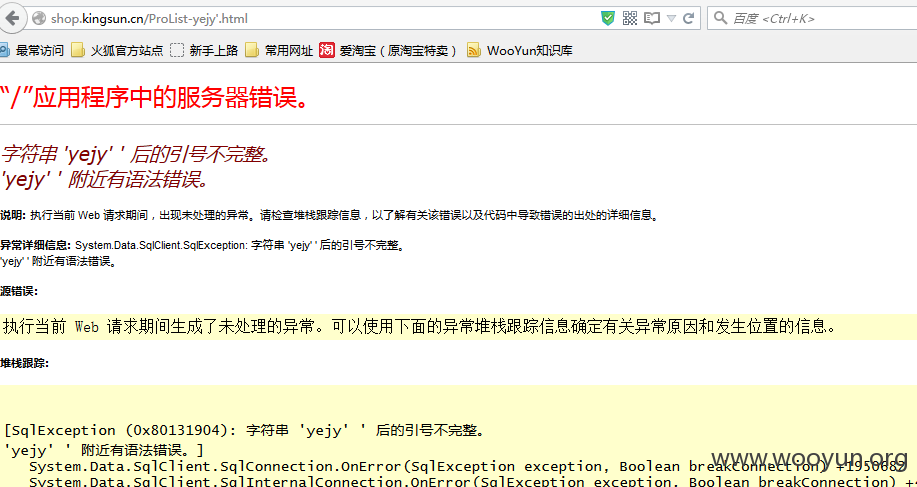 shop.kingsun.cn/ProList-yejy'.html
百度 <Ctrl+K>
最常访问 火狐官方站点 新手上路 常用网址 淘 爱淘宝（原淘宝特卖） WooYun知识库
“/”应用程序中的服务器错误。
字符串 'yejy' ' 后的引号不完整。
'yejy' ' 附近有语法错误。
说明: 执行当前 Web 请求期间，出现未处理的异常。请检查堆栈跟踪信息，以了解有关该错误以及代码中导致错误的出处的详细信息。
异常详细信息: System.Data.SqlClient.SqlException: 字符串 'yejy' ' 后的引号不完整。
'yejy' ' 附近有语法错误。
源错误:
执行当前 Web 请求期间生成了未处理的异常。可以使用下面的异常堆栈跟踪信息确定有关异常原因和发生位置的信息。
堆栈跟踪:
[SqlException (0x80131904): 字符串 'yejy' ' 后的引号不完整。
'yejy' ' 附近有语法错误。]
System.Data.SqlClient.SqlConnection.OnError(SqlException exception, Boolean breakConnection) +1950682
System.Data.SqlClient.SqlInternalConnection.OnError(SqlException exception, Boolean breakConnection)
www.wooyun.org